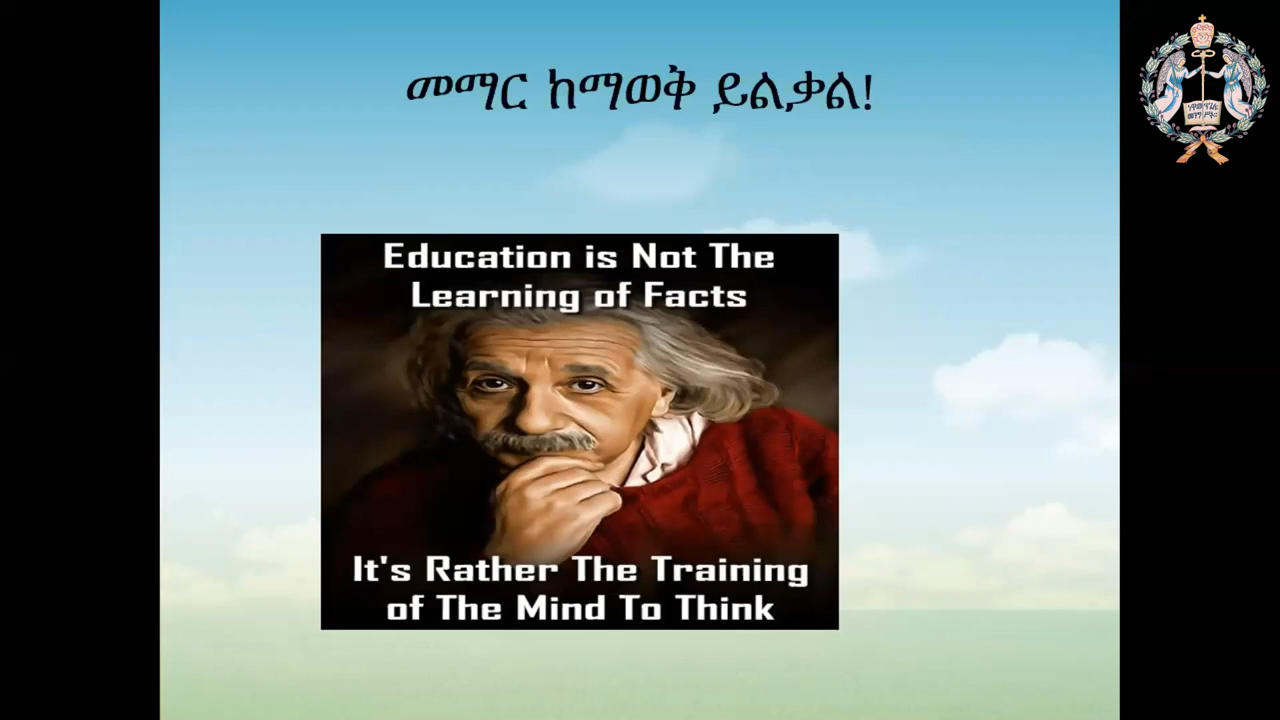 መማር ከማወቅ ይልቃል!
Education is Not The
Learning of Facts
It's Rather The Training
of The Mind To Think